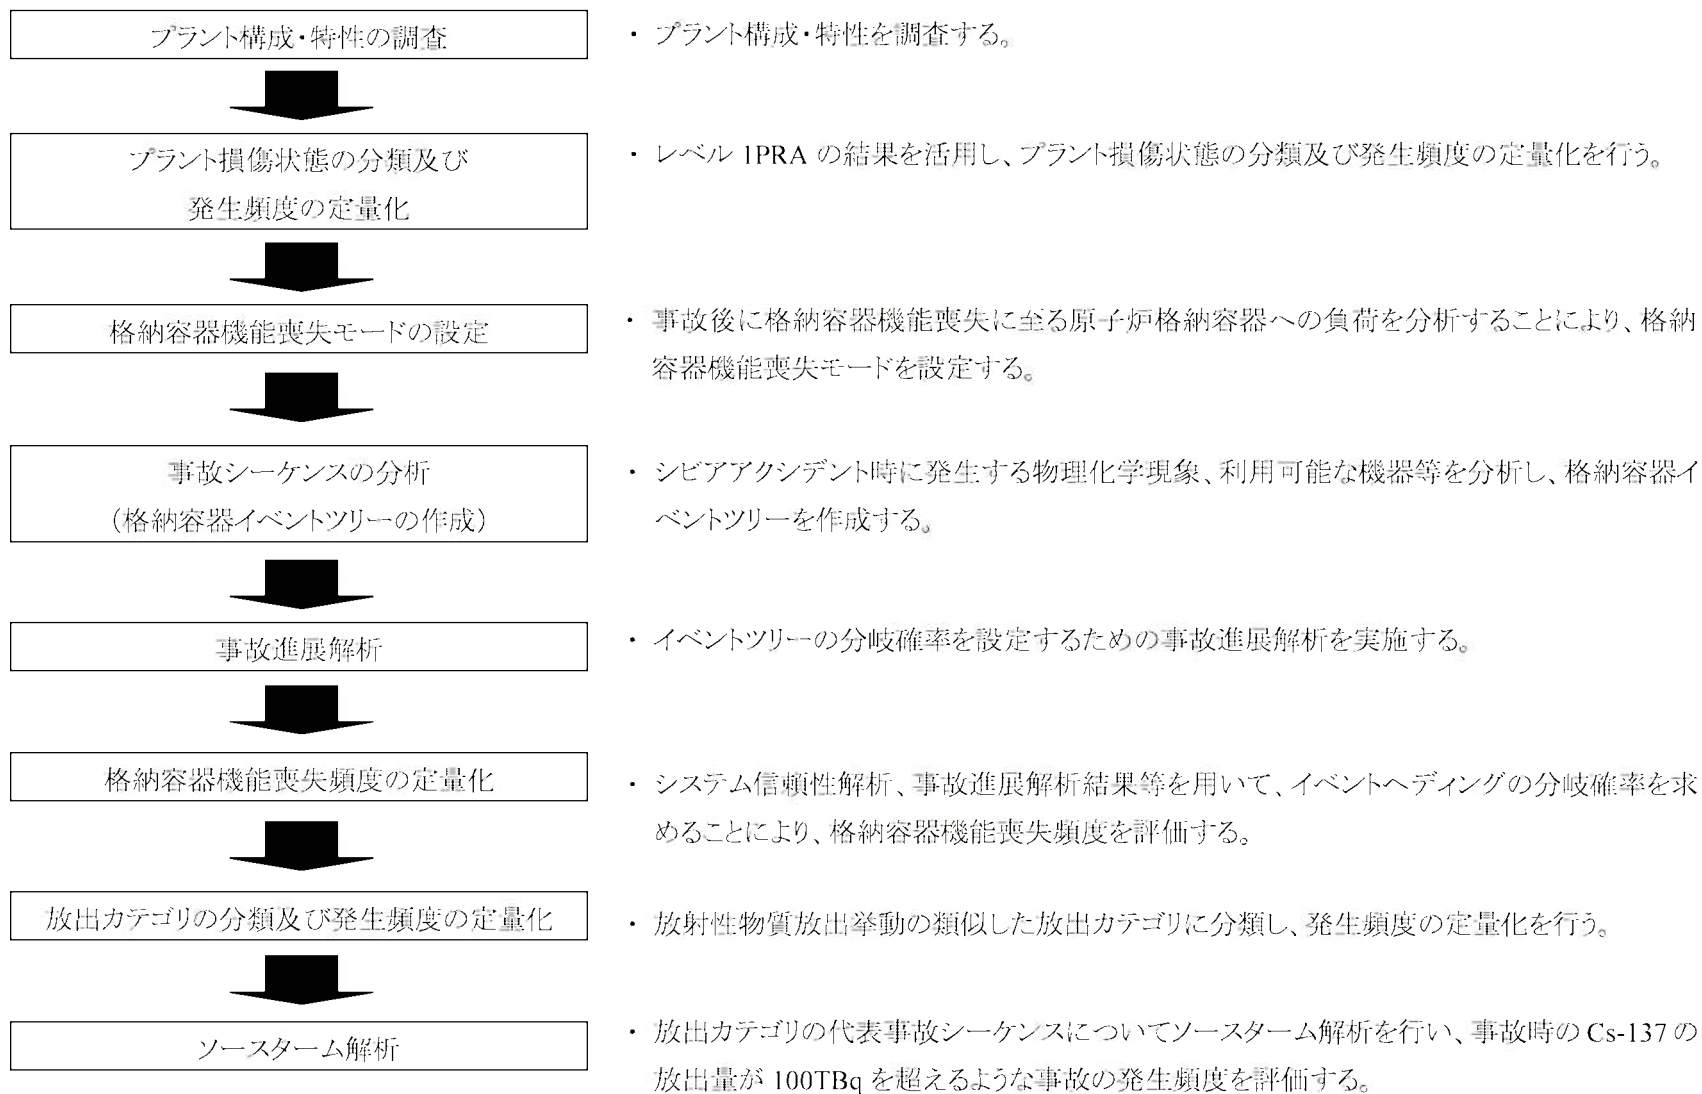 プラント構成・特性の調査
・ プラント構成・特性を調査する。
プラント損傷状態の分類及び
発生頻度の定量化
・ レベル 1PRA の結果を活用し、プラント損傷状態の分類及び発生頻度の定量化を行う。
格納容器機能喪失モードの設定
・ 事故後に格納容器機能喪失に至る原子炉格納容器への負荷を分析することにより、格納
容器機能喪失モードを設定する。
事故シーケンスの分析
（格納容器イベントツリーの作成）
・ シビアアクシデント時に発生する物理化学現象、利用可能な機器等を分析し、格納容器イ
ベントツリーを作成する。
事故進展解析
・ イベントツリーの分岐確率を設定するための事故進展解析を実施する。
格納容器機能喪失頻度の定量化
・ システム信頼性解析、事故進展解析結果等を用いて、イベントヘディングの分岐確率を求
めることにより、格納容器機能喪失頻度を評価する。
放出カテゴリの分類及び発生頻度の定量化
・ 放射性物質放出挙動の類似した放出カテゴリに分類し、発生頻度の定量化を行う。
ソースターム解析
・ 放出カテゴリの代表事故シーケンスについてソースターム解析を行い、事故時の Cs-137 の
放出量が 100TBq を超えるような事故の発生頻度を評価する。